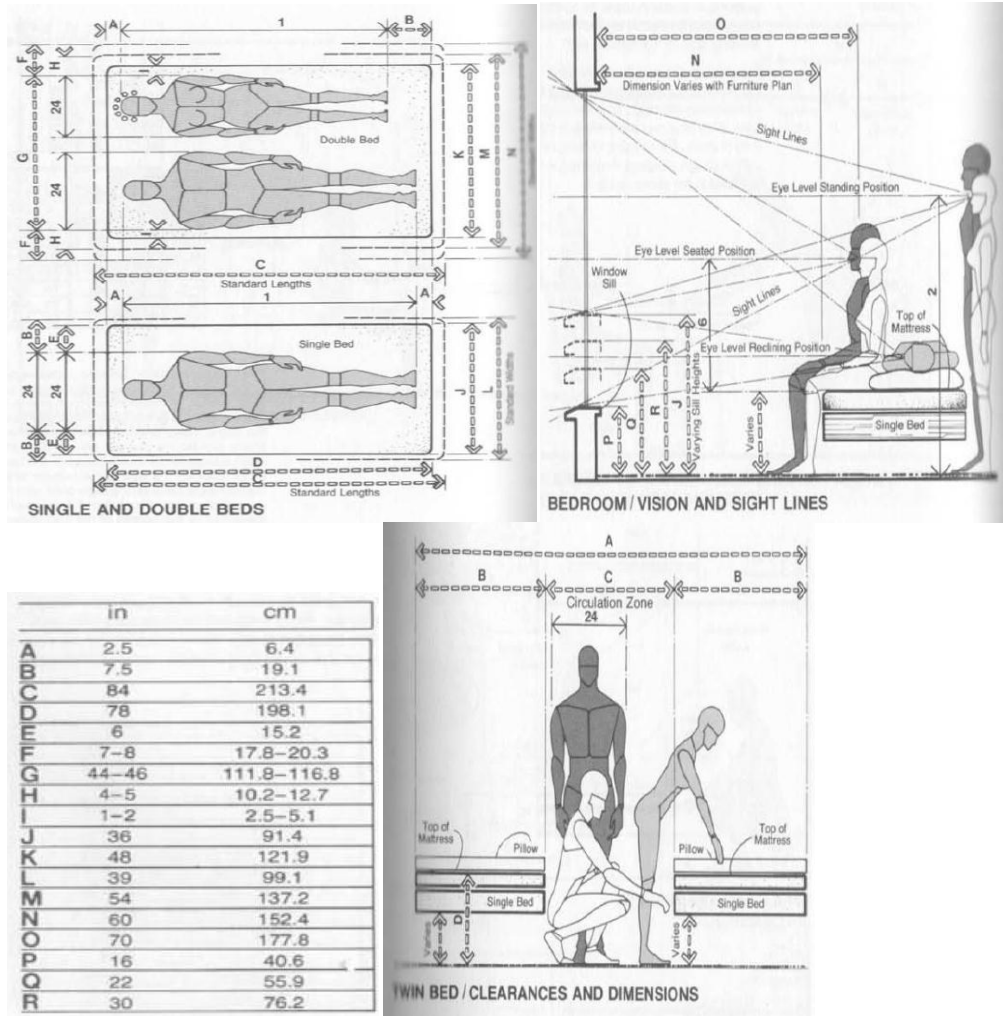 A 1 B
F
H
I
24
Double Bed
G
K
M
N
24
F
H
I
C
Standard Lengths
A 1 A
B
E
Single Bed
24
24
J
L
Standard Widths
B
E
D
C
Standard Lengths
SINGLE AND DOUBLE BEDS
O
N
Dimension Varies with Furniture Plan
Sight Lines
Eye Level Standing Position
Eye Level Seated Position
Window
Sill
Sight Lines
6
2
Top of
Mattress
Eye Level Reclining Position
P
Q
R
J
Varying Sill Heights
Varies
Single Bed
BEDROOM / VISION AND SIGHT LINES
in cm
A 2.5 6.4
B 7.5 19.1
C 84 213.4
D 78 198.1
E 6 15.2
F 7–8 17.8–20.3
G 44–46 111.8–116.8
H 4–5 10.2–12.7
I 1–2 2.5–5.1
J 36 91.4
K 48 121.9
L 39 99.1
M 54 137.2
N 60 152.4
O 70 177.8
P 16 40.6
Q 22 55.9
R 30 76.2
A
B C B
Circulation Zone
24
Top of
Mattress
Pillow
Single Bed
Varies
D
Pillow
Top of
Mattress
Single Bed
Varies
TWIN BED / CLEARANCES AND DIMENSIONS